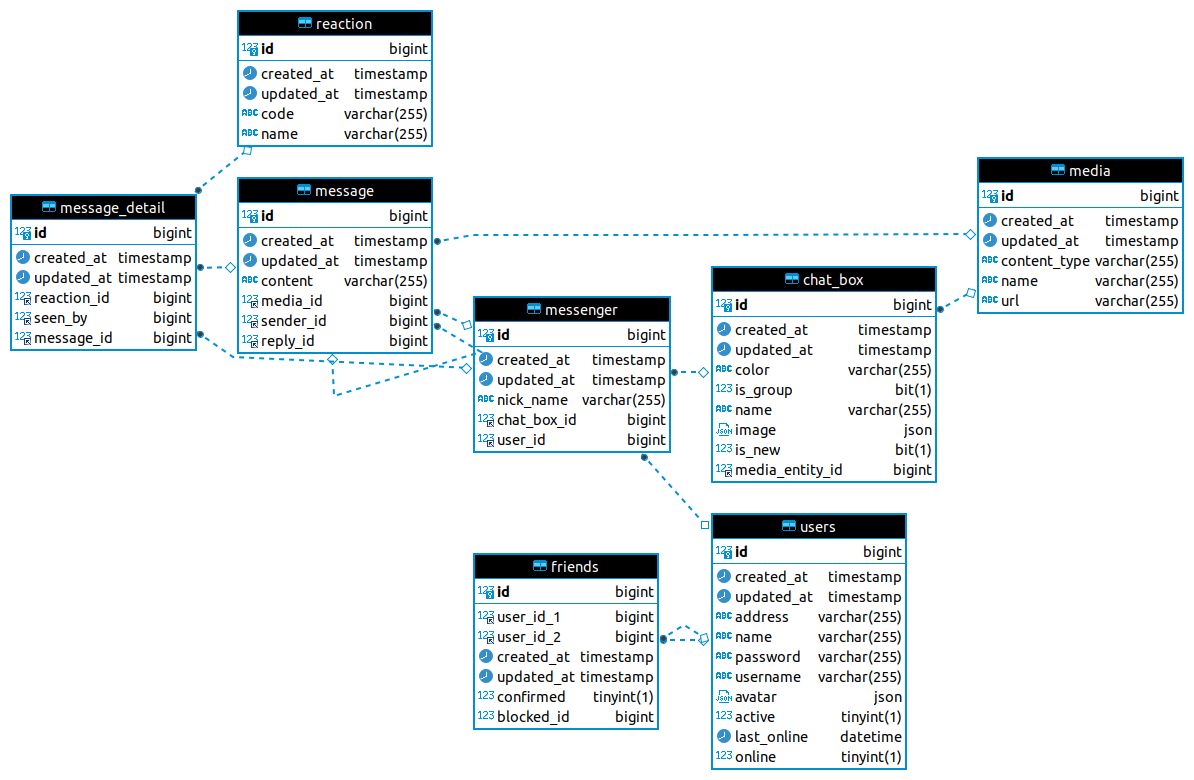 reaction
id bigint
created_at timestamp
updated_at timestamp
code varchar(255)
name varchar(255)
message_detail
id bigint
created_at timestamp
updated_at timestamp
reaction_id bigint
seen_by bigint
message_id bigint
message
id bigint
created_at timestamp
updated_at timestamp
content varchar(255)
media_id bigint
sender_id bigint
reply_id bigint
messenger
id bigint
created_at timestamp
updated_at timestamp
nick_name varchar(255)
chat_box_id bigint
user_id bigint
chat_box
id bigint
created_at timestamp
updated_at timestamp
color varchar(255)
is_group bit(1)
name varchar(255)
image json
is_new bit(1)
media_entity_id bigint
media
id bigint
created_at timestamp
updated_at timestamp
content_type varchar(255)
name varchar(255)
url varchar(255)
friends
id bigint
user_id_1 bigint
user_id_2 bigint
created_at timestamp
updated_at timestamp
confirmed tinyint(1)
blocked_id bigint
users
id bigint
created_at timestamp
updated_at timestamp
address varchar(255)
name varchar(255)
password varchar(255)
username varchar(255)
avatar json
active tinyint(1)
last_online datetime
online tinyint(1)